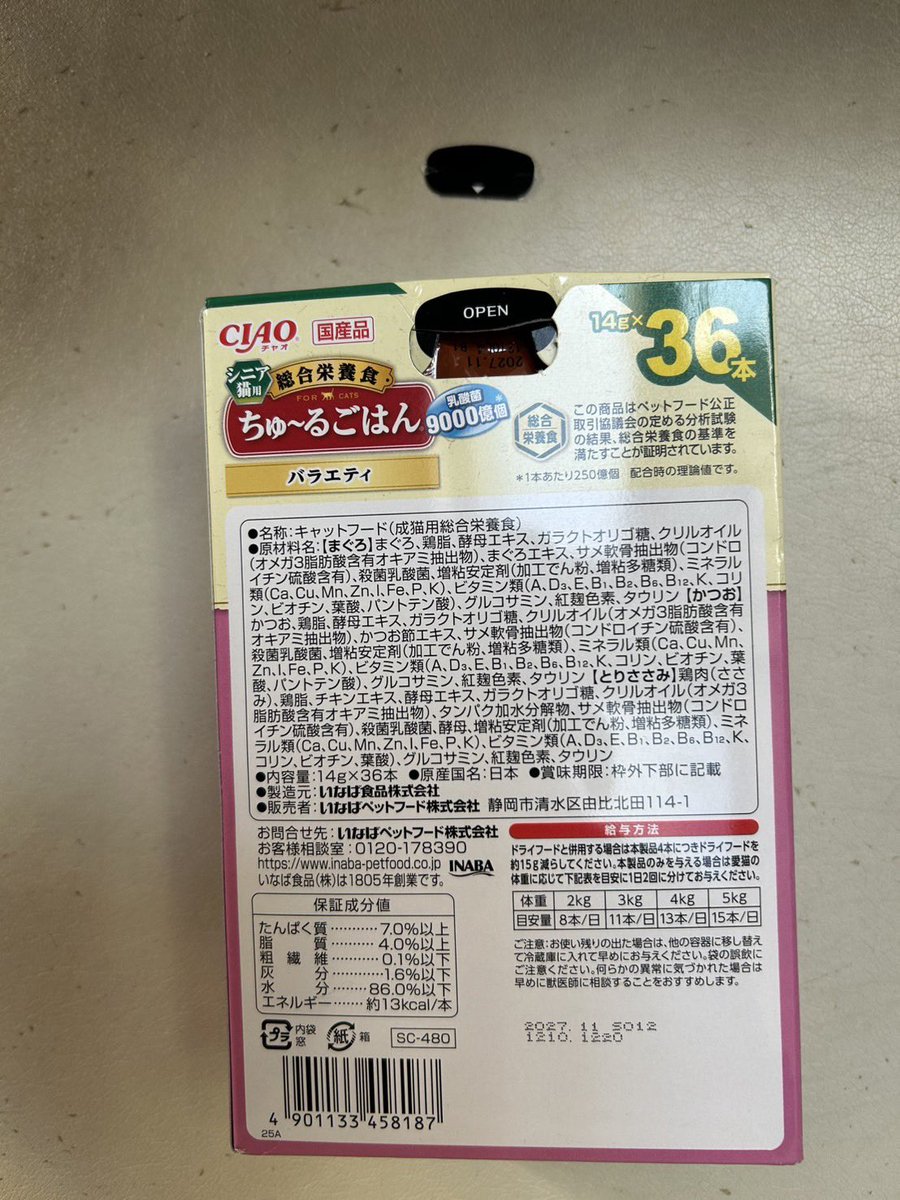 OPEN
CIAO
チャオ
国産品
14g×36本
シニア
猫用
総合栄養食
FOR CATS
ちゅ~るごはん
乳酸菌
9000億個*
バラエティ
総合
栄養食
この商品はペットフード公正
取引協議会の定める分析試験
の結果、総合栄養食の基準を
満たすことが証明されています。
*1本あたり250億個 配合時の理論値です。
●名称:キャットフード(成猫用総合栄養食)
●原材料名:【まぐろ】まぐろ、鶏脂、酵母エキス、ガラクトオリゴ糖、クリルオイル
(オメガ3脂肪酸含有オキアミ抽出物)、まぐろエキス、サメ軟骨抽出物(コンドロ
イチン硫酸含有)、殺菌乳酸菌、増粘安定剤(加工でん粉、増粘多糖類)、ミネラル
類(Ca,Cu,Mn,Zn,I,Fe,P,K)、ビタミン類(A,D3,E,B1,B2,B6,B12,K、コリ
ン、ビオチン、葉酸、パントテン酸)、グルコサミン、紅麹色素、タウリン【かつお】
かつお、鶏脂、酵母エキス、ガラクトオリゴ糖、クリルオイル(オメガ3脂肪酸含有
オキアミ抽出物)、かつお節エキス、サメ軟骨抽出物(コンドロイチン硫酸含有)、
殺菌乳酸菌、増粘安定剤(加工でん粉、増粘多糖類)、ミネラル類(Ca,Cu,Mn,
Zn,I,Fe,P,K)、ビタミン類(A,D3,E,B1,B2,B6,B12,K、コリン、ビオチン、葉
酸、パントテン酸)、グルコサミン、紅麹色素、タウリン【とりささみ】鶏肉(ささ
み)、鶏脂、チキンエキス、酵母エキス、ガラクトオリゴ糖、クリルオイル(オメガ3
脂肪酸含有オキアミ抽出物)、タンパク加水分解物、サメ軟骨抽出物(コンドロ
イチン硫酸含有)、殺菌乳酸菌、酵母、増粘安定剤(加工でん粉、増粘多糖類)、ミネ
ラル類(Ca,Cu,Mn,Zn,I,Fe,P,K)、ビタミン類(A,D3,E,B1,B2,B6,B12,K、
コリン、ビオチン、葉酸)、グルコサミン、紅麹色素、タウリン
●内容量:14g×36本 ●原産国名:日本 ●賞味期限:枠外下部に記載
●製造元:いなば食品株式会社
●販売者:いなばペットフード株式会社 静岡市清水区由比北田114-1
お問合せ先:いなばペットフード株式会社
お客様相談室:0120-178390
https://www.inaba-petfood.co.jp INABA
いなば食品(株)は1805年創業です。
保証成分値
たんぱく質…………7.0%以上
脂質…………4.0%以上
粗繊維…………0.1%以下
灰分…………1.6%以下
水分…………86.0%以下
エネルギー……約13kcal/本
プラ 内袋 窓 紙 箱 SC-480
4 901133 458187
25A
給与方法
ドライフードと併用する場合は本製品4本につきドライフードを
約15g減らしてください。本製品のみを与える場合は愛猫の
体重に応じて下記表を目安に1日2回に分けてお与えください。
体重 2kg 3kg 4kg 5kg
目安量 8本/日 11本/日 13本/日 15本/日
ご注意:お使い残りの出た場合は、他の容器に移し替え
て冷蔵庫に入れて早めにお与えください。袋の誤飲に
ご注意ください。何らかの異常に気づかれた場合は
早めに獣医師に相談することをおすすめします。
2027.11 S012
1210.1220